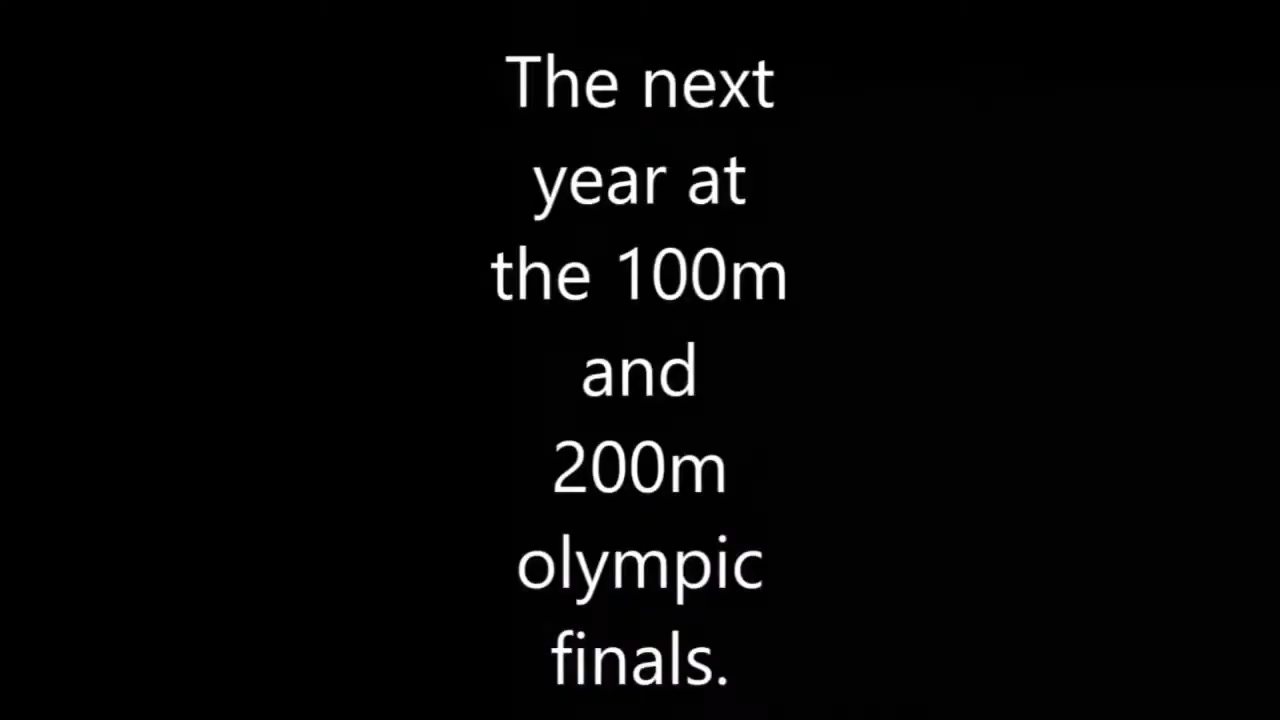 The next
year at
the 100m
and
200m
olympic
finals.